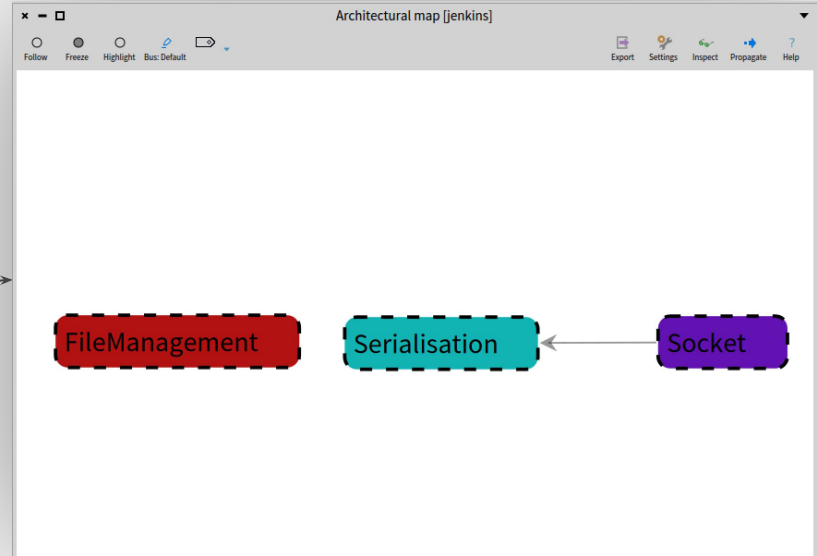 Architectural map [jenkins]
Follow Freeze Highlight Bus: Default Export Settings Inspect Propagate Help
FileManagement Serialisation Socket